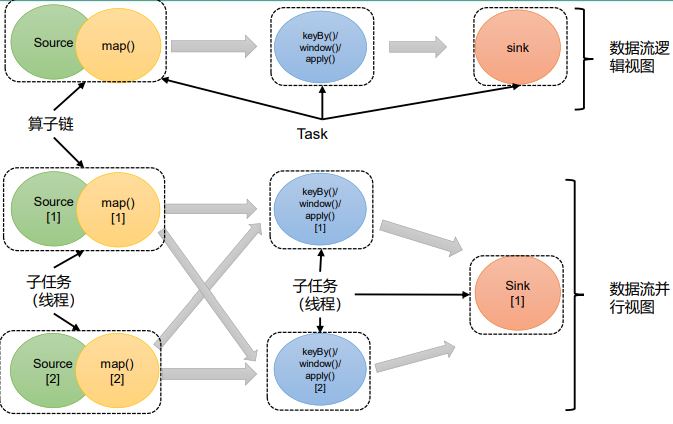 Source
map()
keyBy()/
window()/
apply()
sink
数据流逻
辑视图
算子链
Task
Source
[1]
map()
[1]
keyBy()/
window()/
apply()
[1]
子任务
（线程）
子任务
（线程）
Sink
[1]
数据流并
行视图
Source
[2]
map()
[2]
keyBy()/
window()/
apply()
[2]